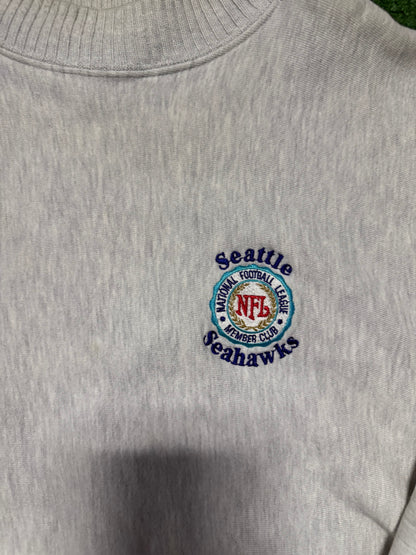 Seattle
NATIONAL FOOTBALL LEAGUE
NFL
MEMBER CLUB
Seahawks